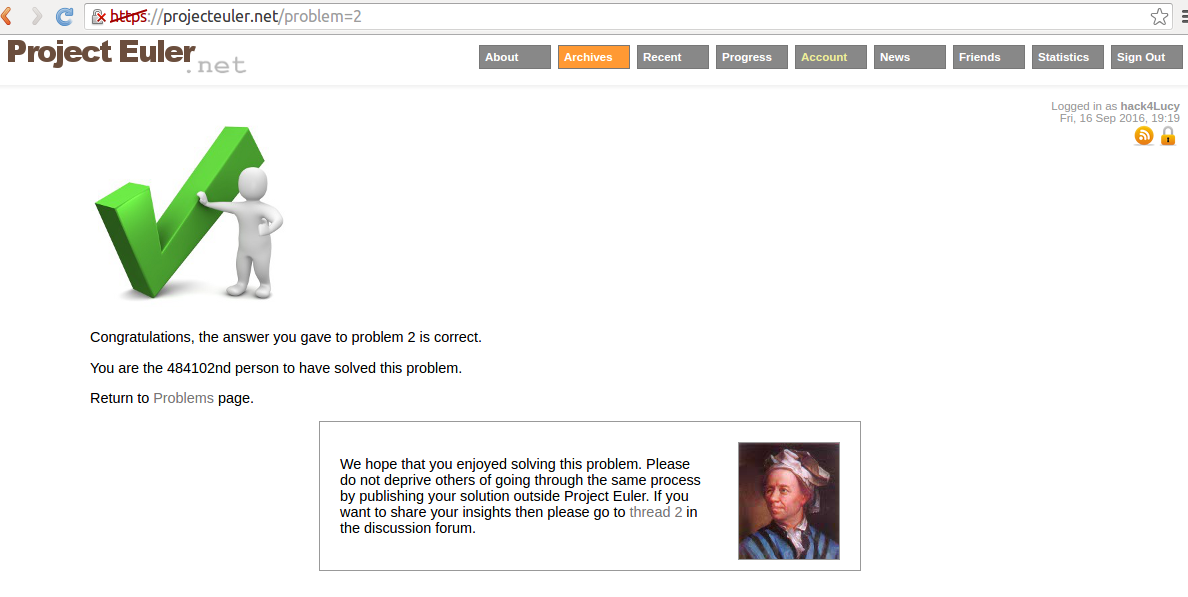 https://projecteuler.net/problem=2
Project Euler
.net
About Archives Recent Progress Account News Friends Statistics Sign Out
Logged in as hack4Lucy
Fri, 16 Sep 2016, 19:19
Congratulations, the answer you gave to problem 2 is correct.
You are the 484102nd person to have solved this problem.
Return to Problems page.
We hope that you enjoyed solving this problem. Please
do not deprive others of going through the same process
by publishing your solution outside Project Euler. If you
want to share your insights then please go to thread 2 in
the discussion forum.